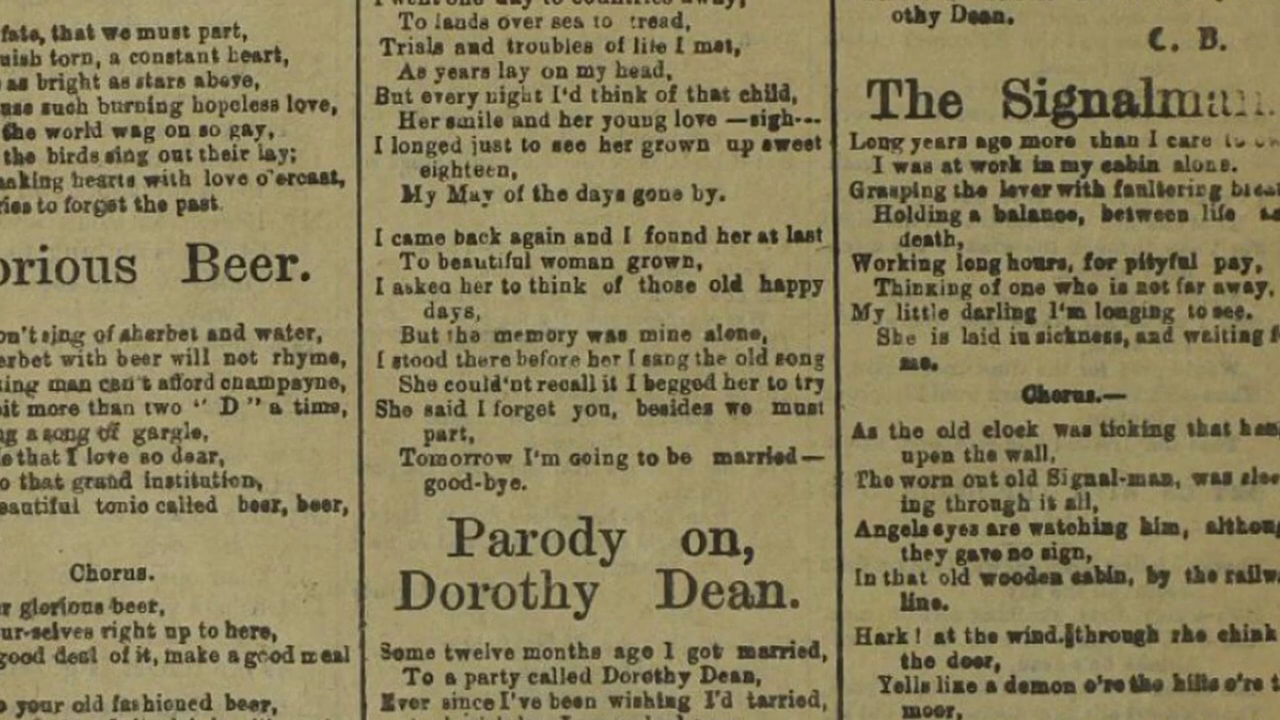 fate, that we must part,
torn, a constant heart,
as bright as stars above,
such burning hopeless love,
the world wag on so gay,
the birds sing out their lay;
hearts with love o'ercast,
to forget the past.
Beer.
sing of sherbet and water,
with beer will not rhyme,
man can't afford champayne,
more than two “ D ” a time,
a song of gargle,
that I love so dear,
that grand institution,
tonic called beer, beer,
Chorus.
glorious beer,
right up to here,
good deal of it, make a good meal
your old fashioned beer,
To lands over sea to tread,
Trials and troubles of life I met,
As years lay on my head,
But every night I'd think of that child,
Her smile and her young love —sigh---
I longed just to see her grown up sweet
eighteen,
My May of the days gone by.
I came back again and I found her at last
To beautiful woman grown,
I asked her to think of those old happy
days,
But the memory was mine alone,
I stood there before her I sang the old song
She could'nt recall it I begged her to try
She said I forget you, besides we must
part,
Tomorrow I'm going to be married—
good-bye.
Parody on,
Dorothy Dean.
Some twelve months ago I got married,
To a party called Dorothy Dean,
Ever since I've been wishing I'd tarried,
othy Dean.
C. B.
The Signalman.
Long years ago more than I care to
I was at work in my cabin alone.
Grasping the lever with faultering
Holding a balance, between life
death,
Working long hours, for pityful pay,
Thinking of one who is not far away,
My little darling I'm longing to see.
She is laid in sickness, and waiting
me.
Chorus.—
As the old clock was ticking that
upon the wall,
The worn out old Signal-man, was
ing through it all,
Angels eyes are watching him,
they gave no sign,
In that old wooden cabin, by the
line.
Hark! at the wind. through rhe
the door,
Yells like a demon o're the hills o're
moor,